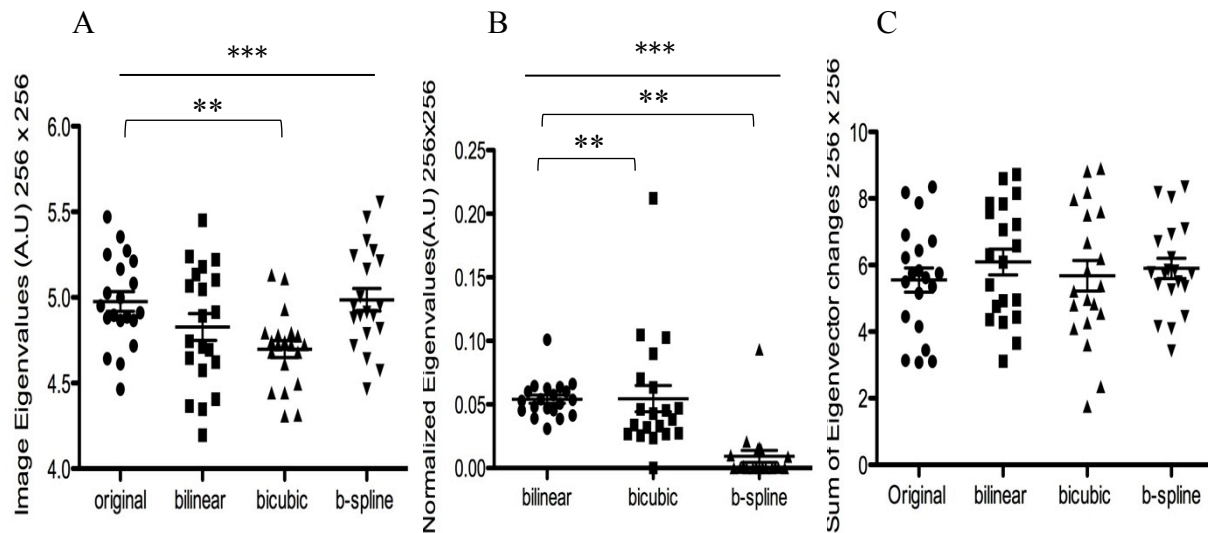 A
***
**
Image Eigenvalues (A.U) 256 x 256
6.0
5.5
5.0
4.5
4.0
original bilinear bicubic b-spline
B
***
**
**
Normalized Eigenvalues(A.U) 256x256
0.25
0.20
0.15
0.10
0.05
0.00
bilinear bicubic b-spline
C
Sum of Eigenvector changes 256 x 256
10
8
6
4
2
0
Original bilinear bicubic b-spline